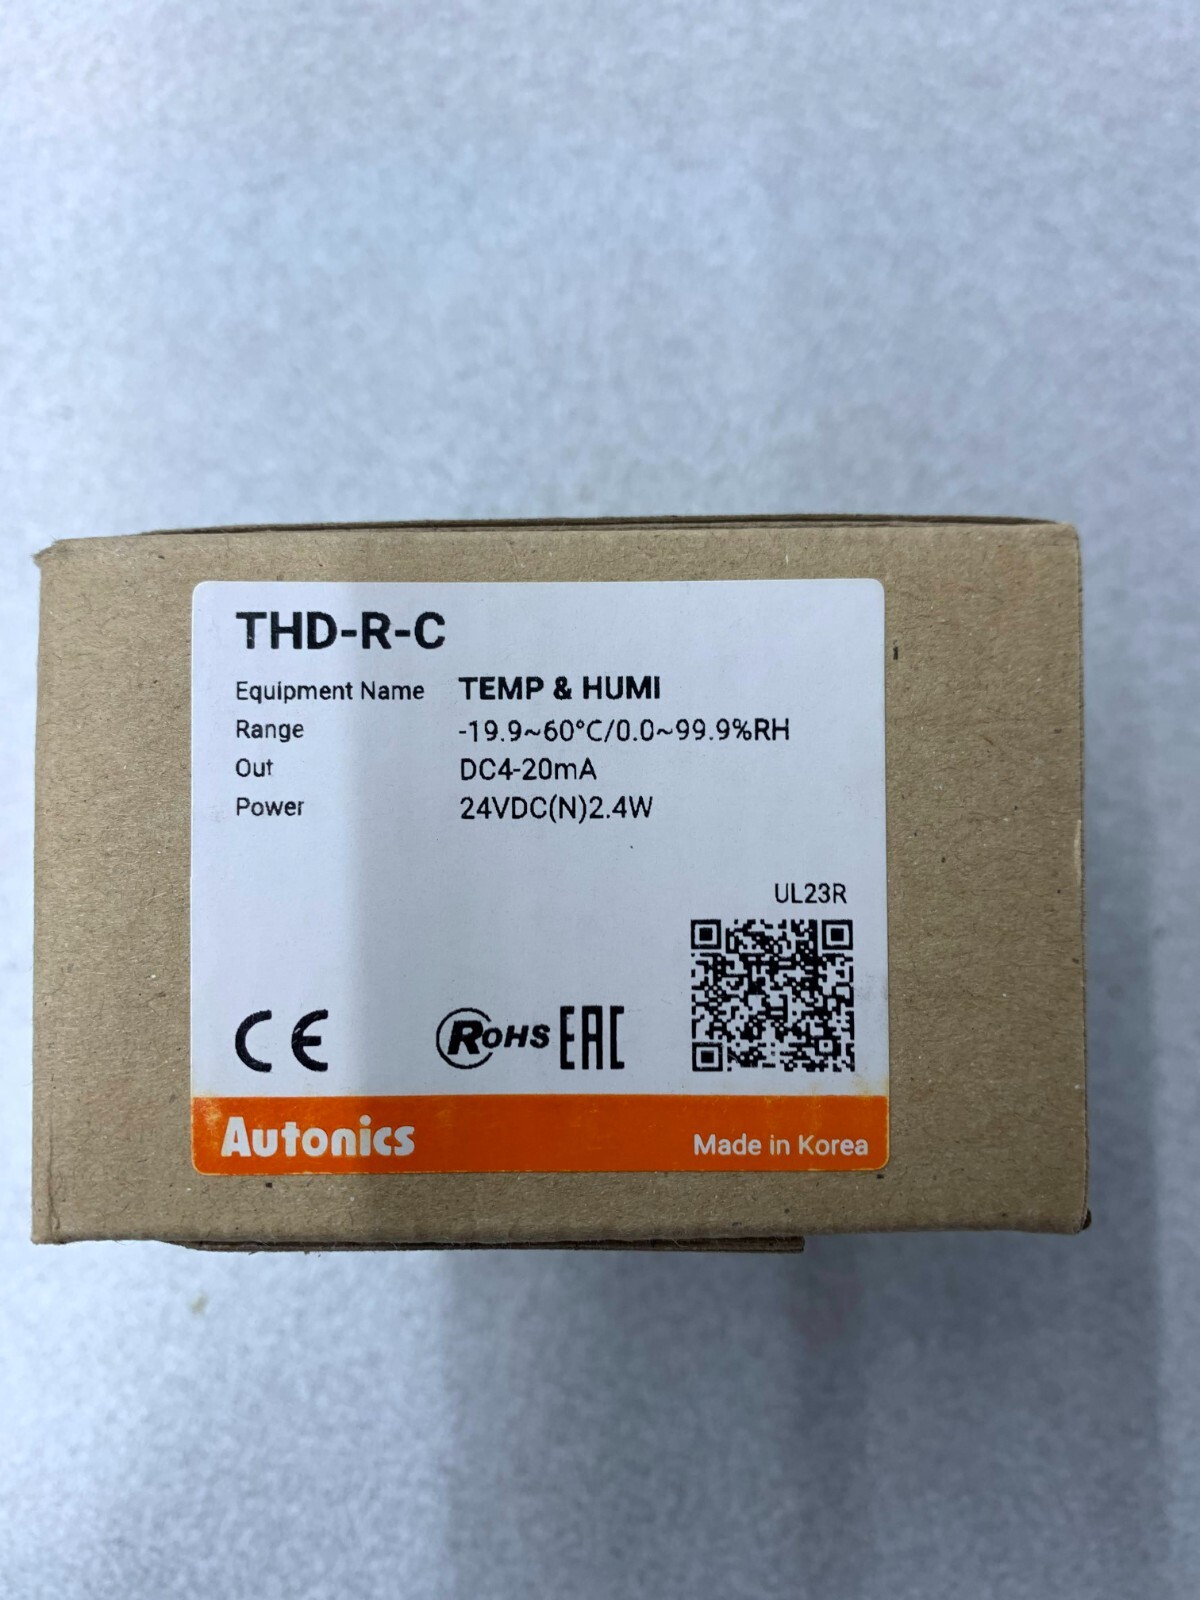 THD-R-C
Equipment Name TEMP & HUMI
Range -19.9~60°C/0.0~99.9%RH
Out DC4-20mA
Power 24VDC(N)2.4W
UL23R
CE RoHS EAC
Autonics Made in Korea